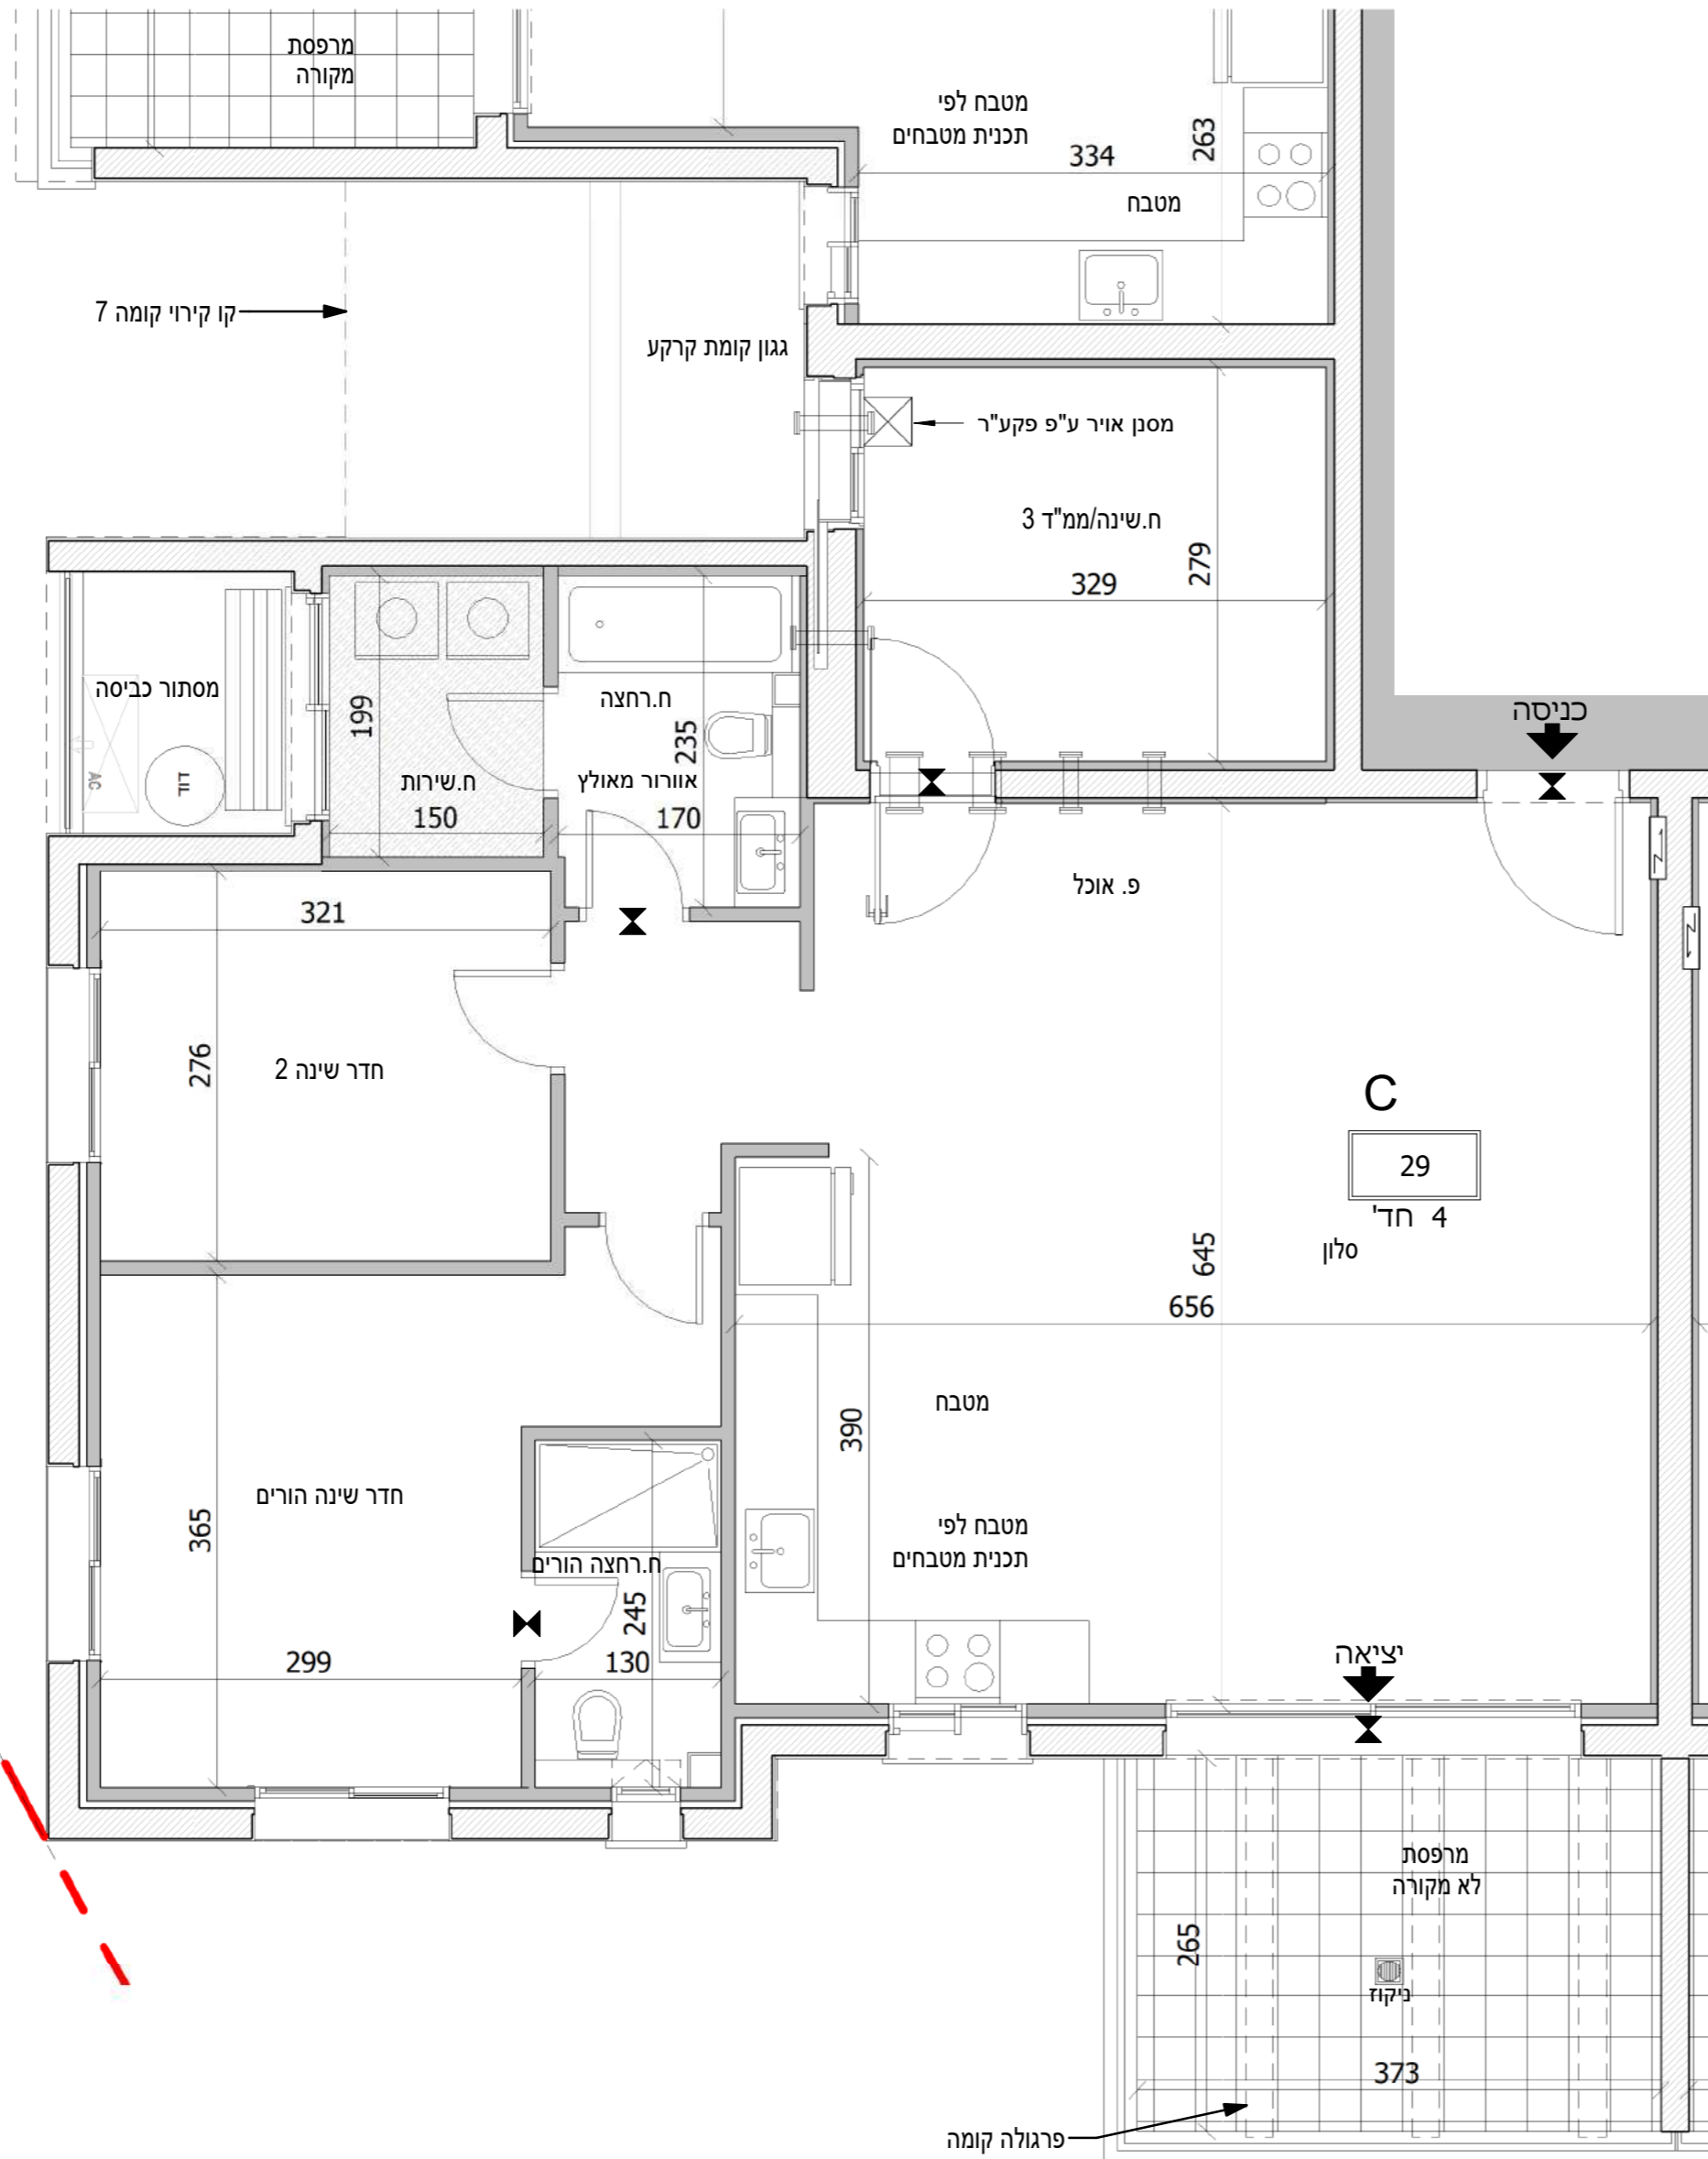 מרפסת
מקורה
מטבח לפי
תכנית מטבחים
334
263
מטבח
קו קירוי קומה 7
גגון קומת קרקע
מסנן אויר ע"פ פקע"ר
ח.שינה/ממ"ד 3
329
279
כניסה
מסתור כביסה
AC
דוד
199
ח.שירות
150
ח.רחצה
235
אוורור מאולץ
170
פ. אוכל
321
276
חדר שינה 2
C
29
4 חד'
סלון
645
656
390
מטבח
מטבח לפי
תכנית מטבחים
חדר שינה הורים
365
299
ח.רחצה הורים
245
130
יציאה
מרפסת
לא מקורה
265
ניקוז
373
פרגולה קומה